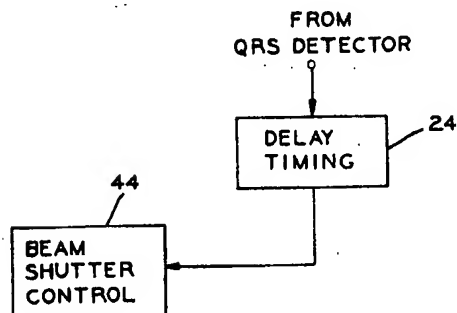 FROM
QRS DETECTOR
DELAY
TIMING
24
44
BEAM
SHUTTER
CONTROL